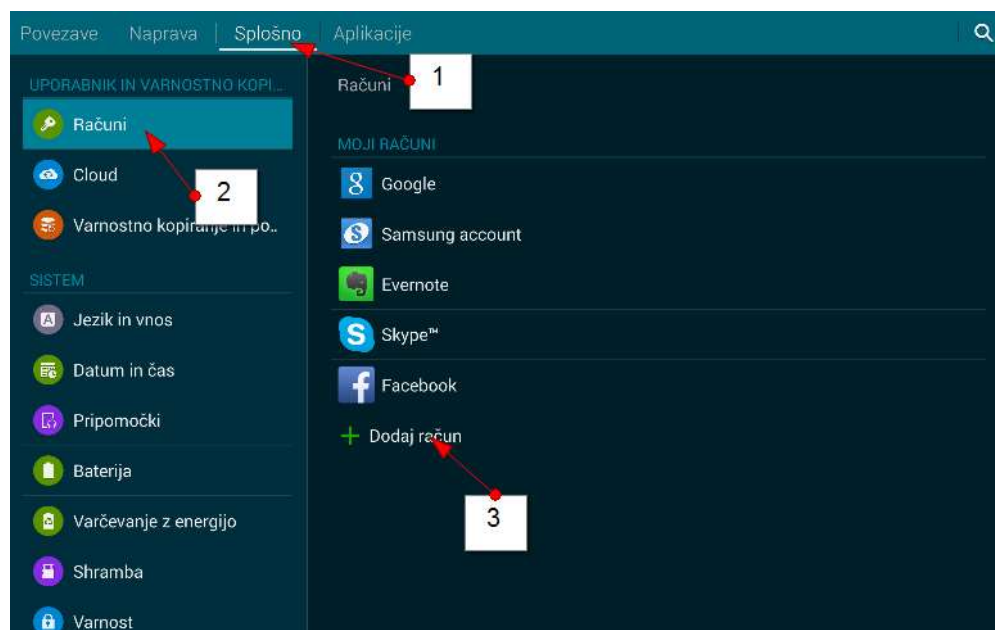 Povezave Naprava Splošno Aplikacije
1
UPORABNIK IN VARNOSTNO KOPI...
Računi
2
Cloud
Varnostno kopiranje in po..
SISTEM
Jezik in vnos
Datum in čas
Pripomočki
Baterija
Varčevanje z energijo
Shramba
Varnost
Računi
MOJI RAČUNI
Google
Samsung account
Evernote
Skype™
Facebook
+ Dodaj račun
3